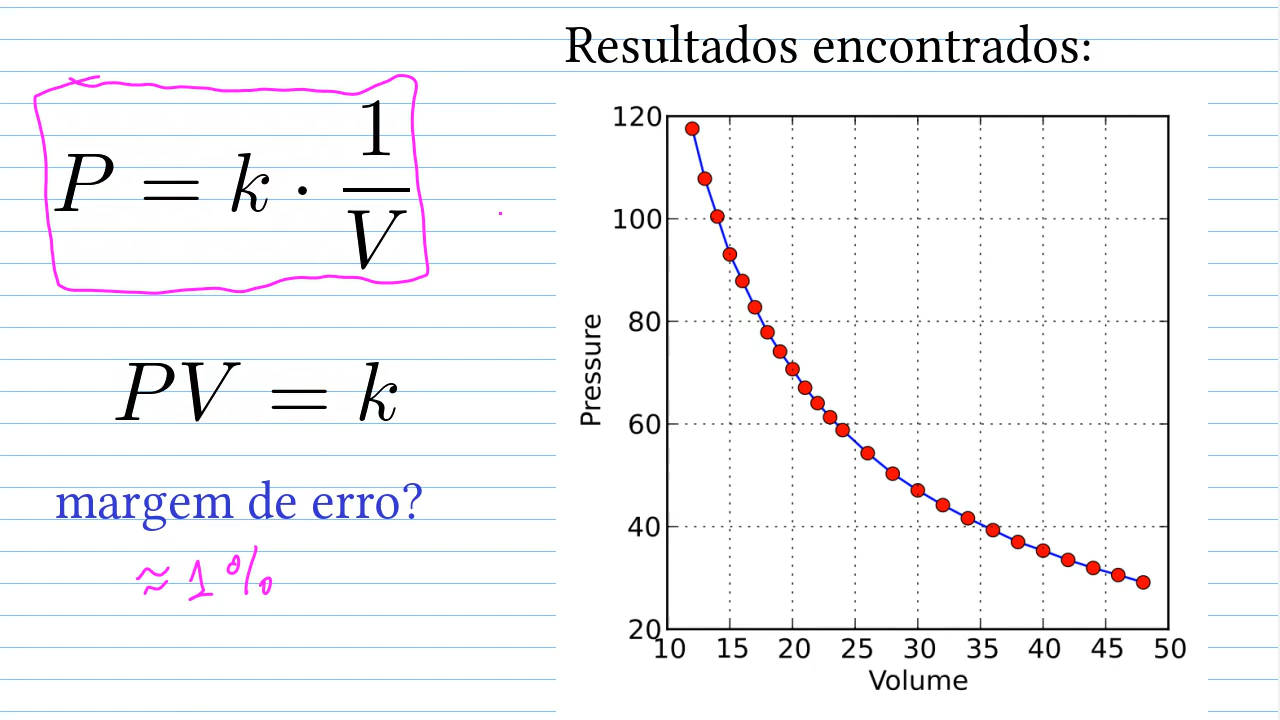 Resultados encontrados:
P = k · 1/V
PV = k
margem de erro?
≈ 1%
Pressure
120
100
80
60
40
20
10 15 20 25 30 35 40 45 50
Volume